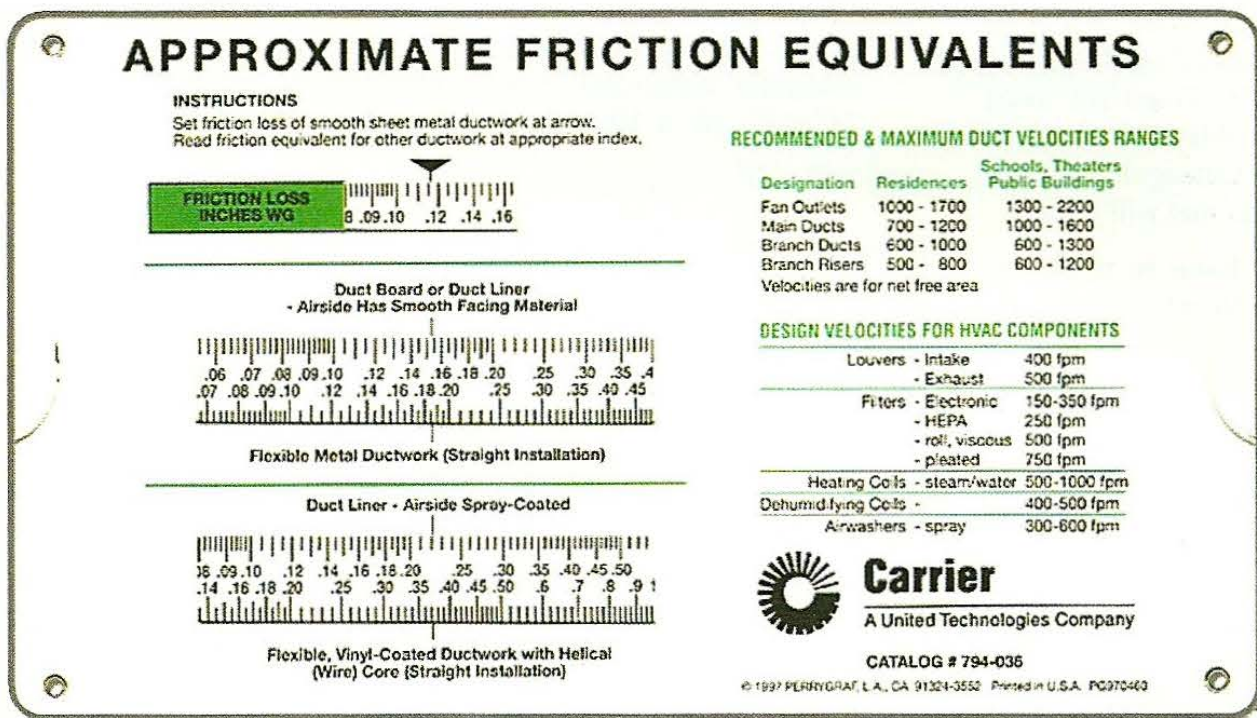 APPROXIMATE FRICTION EQUIVALENTS
INSTRUCTIONS
Set friction loss of smooth sheet metal ductwork at arrow.
Read friction equivalent for other ductwork at appropriate index.
FRICTION LOSS
INCHES WG
8 .09 .10 .12 .14 .16
Duct Board or Duct Liner
- Airside Has Smooth Facing Material
.06 .07 .08 .09 .10 .12 .14 .16 .18 .20 .25 .30 .35 .4
.07 .08 .09 .10 .12 .14 .16 .18 .20 .25 .30 .35 .40 .45
Flexible Metal Ductwork (Straight Installation)
Duct Liner - Airside Spray-Coated
08 .09 .10 .12 .14 .16 .18 .20 .25 .30 .35 .40 .45 .50
.14 .16 .18 .20 .25 .30 .35 .40 .45 .50 .6 .7 .8 .9 1
Flexible, Vinyl-Coated Ductwork with Helical
(Wire) Core (Straight Installation)
RECOMMENDED & MAXIMUM DUCT VELOCITIES RANGES
Schools, Theaters
Designation Residences Public Buildings
Fan Outlets 1000 - 1700 1300 - 2200
Main Ducts 700 - 1200 1000 - 1600
Branch Ducts 600 - 1000 600 - 1300
Branch Risers 500 - 800 600 - 1200
Velocities are for net free area
DESIGN VELOCITIES FOR HVAC COMPONENTS
Louvers - Intake 400 fpm
- Exhaust 500 fpm
Filters - Electronic 150-350 fpm
- HEPA 250 fpm
- roll, viscous 500 fpm
- pleated 750 fpm
Heating Coils - steam/water 500-1000 fpm
Dehumidifying Coils - 400-500 fpm
Airwashers - spray 300-600 fpm
Carrier
A United Technologies Company
CATALOG # 794-036
© 1997 PERRYGRAF, L.A., CA 91324-3552 Printed in U.S.A. PG970463